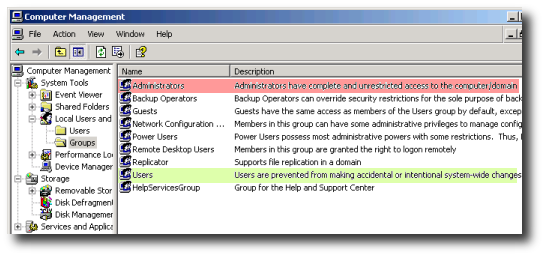 Computer Management
File Action View Window Help
Computer Management
System Tools
Event Viewer
Shared Folders
Local Users and
Users
Groups
Performance Lo
Device Manager
Storage
Removable Stor
Disk Defragment
Disk Management
Services and Applica
Name Description
Administrators Administrators have complete and unrestricted access to the computer/domain
Backup Operators Backup Operators can override security restrictions for the sole purpose of back
Guests Guests have the same access as members of the Users group by default, excep
Network Configuration ... Members in this group can have some administrative privileges to manage config
Power Users Power Users possess most administrative powers with some restrictions. Thus,
Remote Desktop Users Members in this group are granted the right to logon remotely
Replicator Supports file replication in a domain
Users Users are prevented from making accidental or intentional system-wide changes
HelpServicesGroup Group for the Help and Support Center